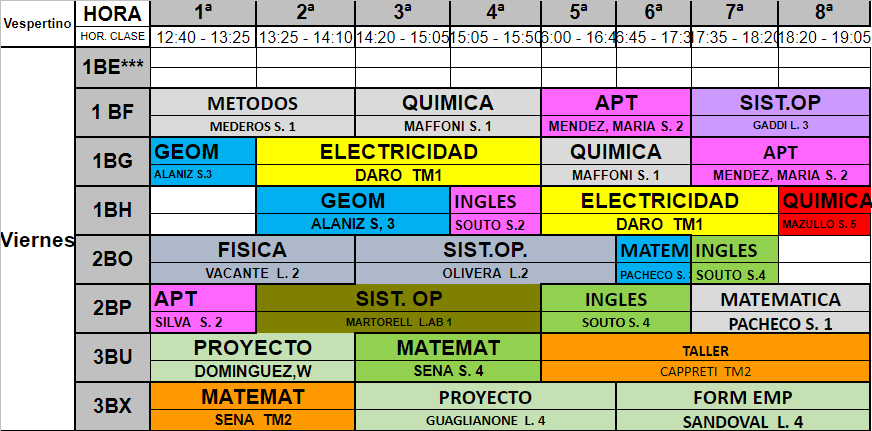 Vespertino HORA 1ª 2ª 3ª 4ª 5ª 6ª 7ª 8ª
HOR. CLASE 12:40 - 13:25 13:25 - 14:10 14:20 - 15:05 15:05 - 15:50 6:00 - 16:4 6:45 - 17:3 17:35 - 18:20 18:20 - 19:05
Viernes
1BE***
1 BF METODOS QUIMICA APT SIST.OP
MEDEROS S. 1 MAFFONI S. 1 MENDEZ, MARIA S. 2 GADDI L. 3
1BG GEOM ELECTRICIDAD QUIMICA APT
ALANIZ S.3 DARO TM1 MAFFONI S. 1 MENDEZ, MARIA S. 2
1BH GEOM INGLES ELECTRICIDAD QUIMICA
ALANIZ S, 3 SOUTO S.2 DARO TM1 MAZULLO S. 5
2BO FISICA SIST.OP. MATEM INGLES
VACANTE L. 2 OLIVERA L.2 PACHECO S. SOUTO S.4
2BP APT SIST. OP INGLES MATEMATICA
SILVA S. 2 MARTORELL L.AB 1 SOUTO S. 4 PACHECO S. 1
3BU PROYECTO MATEMAT TALLER
DOMINGUEZ,W SENA S. 4 CAPPRETI TM2
3BX MATEMAT PROYECTO FORM EMP
SENA TM2 GUAGLIANONE L. 4 SANDOVAL L. 4